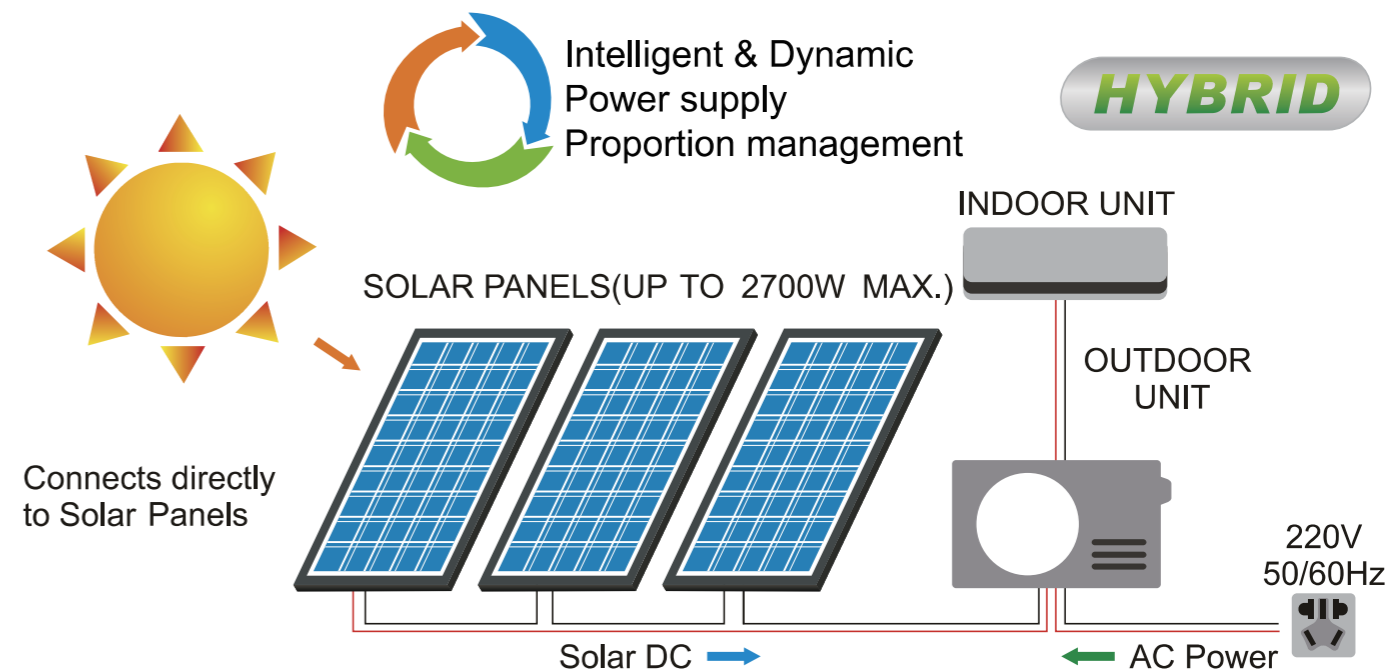 Intelligent & Dynamic
Power supply
Proportion management
HYBRID
INDOOR UNIT
SOLAR PANELS(UP TO 2700W MAX.)
OUTDOOR
UNIT
Connects directly
to Solar Panels
220V
50/60Hz
Solar DC
AC Power